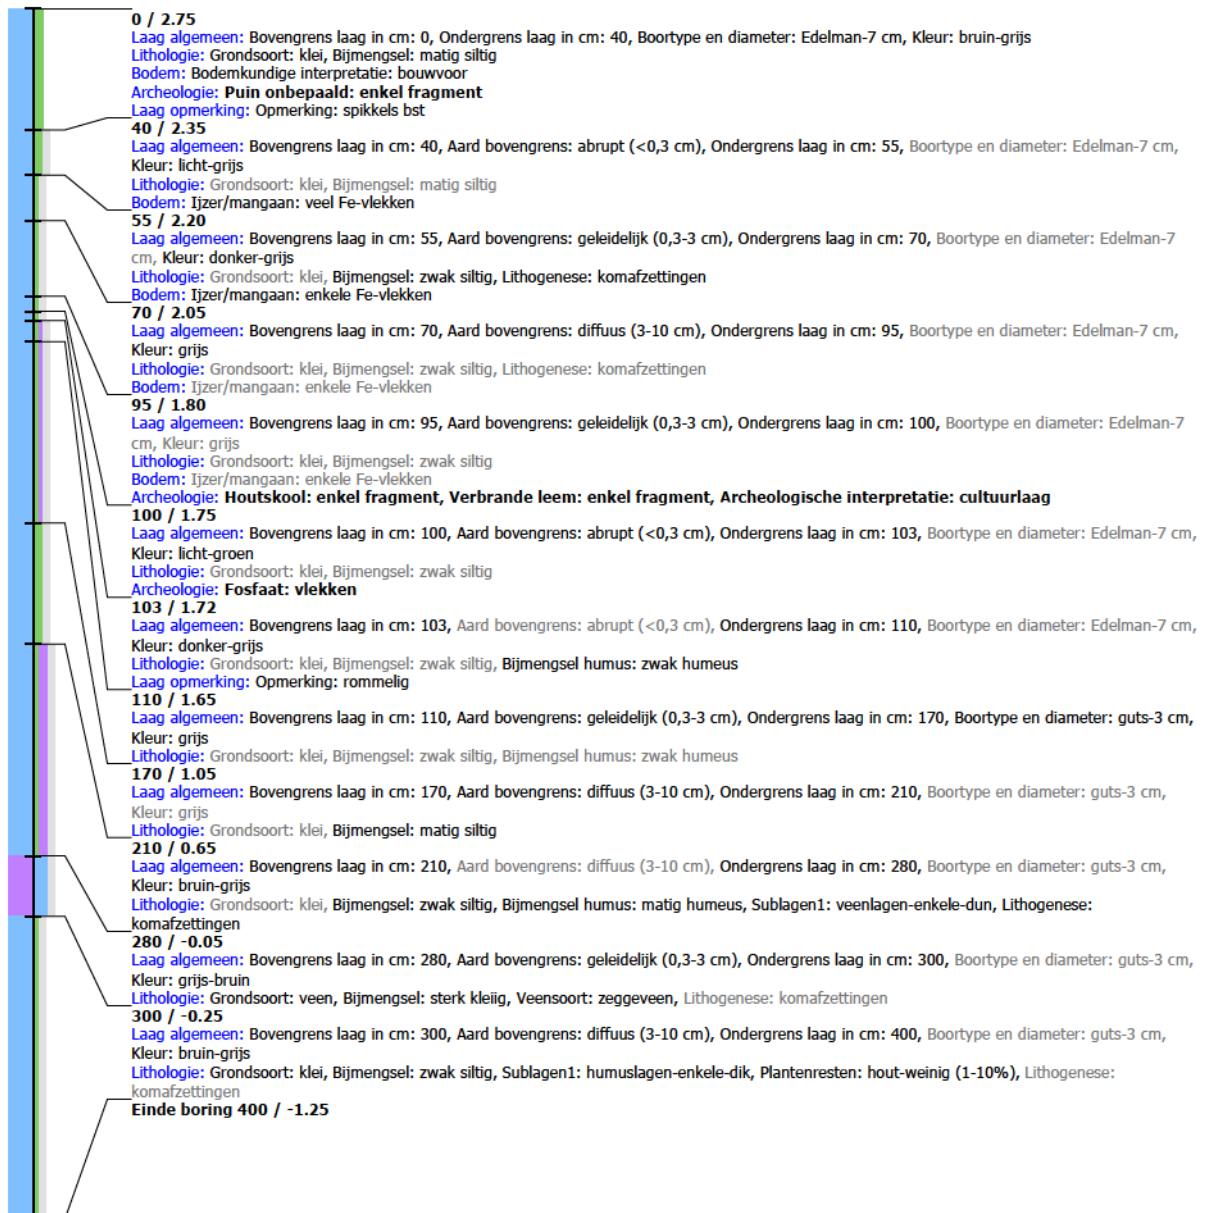 0 / 2.75
Laag algemeen: Bovengrens laag in cm: 0, Ondergrens laag in cm: 40, Boortype en diameter: Edelman-7 cm, Kleur: bruin-grijs
Lithologie: Grondsoort: klei, Bijmengsel: matig siltig
Bodem: Bodemkundige interpretatie: bouwvoor
Archeologie: Puin onbepaald: enkel fragment
Laag opmerking: Opmerking: spikkels bst
40 / 2.35
Laag algemeen: Bovengrens laag in cm: 40, Aard bovengrens: abrupt (<0,3 cm), Ondergrens laag in cm: 55, Boortype en diameter: Edelman-7 cm,
Kleur: licht-grijs
Lithologie: Grondsoort: klei, Bijmengsel: matig siltig
Bodem: Ijzer/mangaan: veel Fe-vlekken
55 / 2.20
Laag algemeen: Bovengrens laag in cm: 55, Aard bovengrens: geleidelijk (0,3-3 cm), Ondergrens laag in cm: 70, Boortype en diameter: Edelman-7
cm, Kleur: donker-grijs
Lithologie: Grondsoort: klei, Bijmengsel: zwak siltig, Lithogenese: komafzettingen
Bodem: Ijzer/mangaan: enkele Fe-vlekken
70 / 2.05
Laag algemeen: Bovengrens laag in cm: 70, Aard bovengrens: diffuus (3-10 cm), Ondergrens laag in cm: 95, Boortype en diameter: Edelman-7 cm,
Kleur: grijs
Lithologie: Grondsoort: klei, Bijmengsel: zwak siltig, Lithogenese: komafzettingen
Bodem: Ijzer/mangaan: enkele Fe-vlekken
95 / 1.80
Laag algemeen: Bovengrens laag in cm: 95, Aard bovengrens: geleidelijk (0,3-3 cm), Ondergrens laag in cm: 100, Boortype en diameter: Edelman-7
cm, Kleur: grijs
Lithologie: Grondsoort: klei, Bijmengsel: zwak siltig
Bodem: Ijzer/mangaan: enkele Fe-vlekken
Archeologie: Houtskool: enkel fragment, Verbrande leem: enkel fragment, Archeologische interpretatie: cultuurlaag
100 / 1.75
Laag algemeen: Bovengrens laag in cm: 100, Aard bovengrens: abrupt (<0,3 cm), Ondergrens laag in cm: 103, Boortype en diameter: Edelman-7 cm,
Kleur: licht-groen
Lithologie: Grondsoort: klei, Bijmengsel: zwak siltig
Archeologie: Fosfaat: vlekken
103 / 1.72
Laag algemeen: Bovengrens laag in cm: 103, Aard bovengrens: abrupt (<0,3 cm), Ondergrens laag in cm: 110, Boortype en diameter: Edelman-7 cm,
Kleur: donker-grijs
Lithologie: Grondsoort: klei, Bijmengsel: zwak siltig, Bijmengsel humus: zwak humeus
Laag opmerking: Opmerking: rommelig
110 / 1.65
Laag algemeen: Bovengrens laag in cm: 110, Aard bovengrens: geleidelijk (0,3-3 cm), Ondergrens laag in cm: 170, Boortype en diameter: guts-3 cm,
Kleur: grijs
Lithologie: Grondsoort: klei, Bijmengsel: zwak siltig, Bijmengsel humus: zwak humeus
170 / 1.05
Laag algemeen: Bovengrens laag in cm: 170, Aard bovengrens: diffuus (3-10 cm), Ondergrens laag in cm: 210, Boortype en diameter: guts-3 cm,
Kleur: grijs
Lithologie: Grondsoort: klei, Bijmengsel: matig siltig
210 / 0.65
Laag algemeen: Bovengrens laag in cm: 210, Aard bovengrens: diffuus (3-10 cm), Ondergrens laag in cm: 280, Boortype en diameter: guts-3 cm,
Kleur: bruin-grijs
Lithologie: Grondsoort: klei, Bijmengsel: zwak siltig, Bijmengsel humus: matig humeus, Sublagen1: veenlagen-enkele-dun, Lithogenese:
komafzettingen
280 / -0.05
Laag algemeen: Bovengrens laag in cm: 280, Aard bovengrens: geleidelijk (0,3-3 cm), Ondergrens laag in cm: 300, Boortype en diameter: guts-3 cm,
Kleur: grijs-bruin
Lithologie: Grondsoort: veen, Bijmengsel: sterk kleiig, Veensoort: zeggeveen, Lithogenese: komafzettingen
300 / -0.25
Laag algemeen: Bovengrens laag in cm: 300, Aard bovengrens: diffuus (3-10 cm), Ondergrens laag in cm: 400, Boortype en diameter: guts-3 cm,
Kleur: bruin-grijs
Lithologie: Grondsoort: klei, Bijmengsel: zwak siltig, Sublagen1: humuslagen-enkele-dik, Plantenresten: hout-weinig (1-10%), Lithogenese:
komafzettingen
Einde boring 400 / -1.25